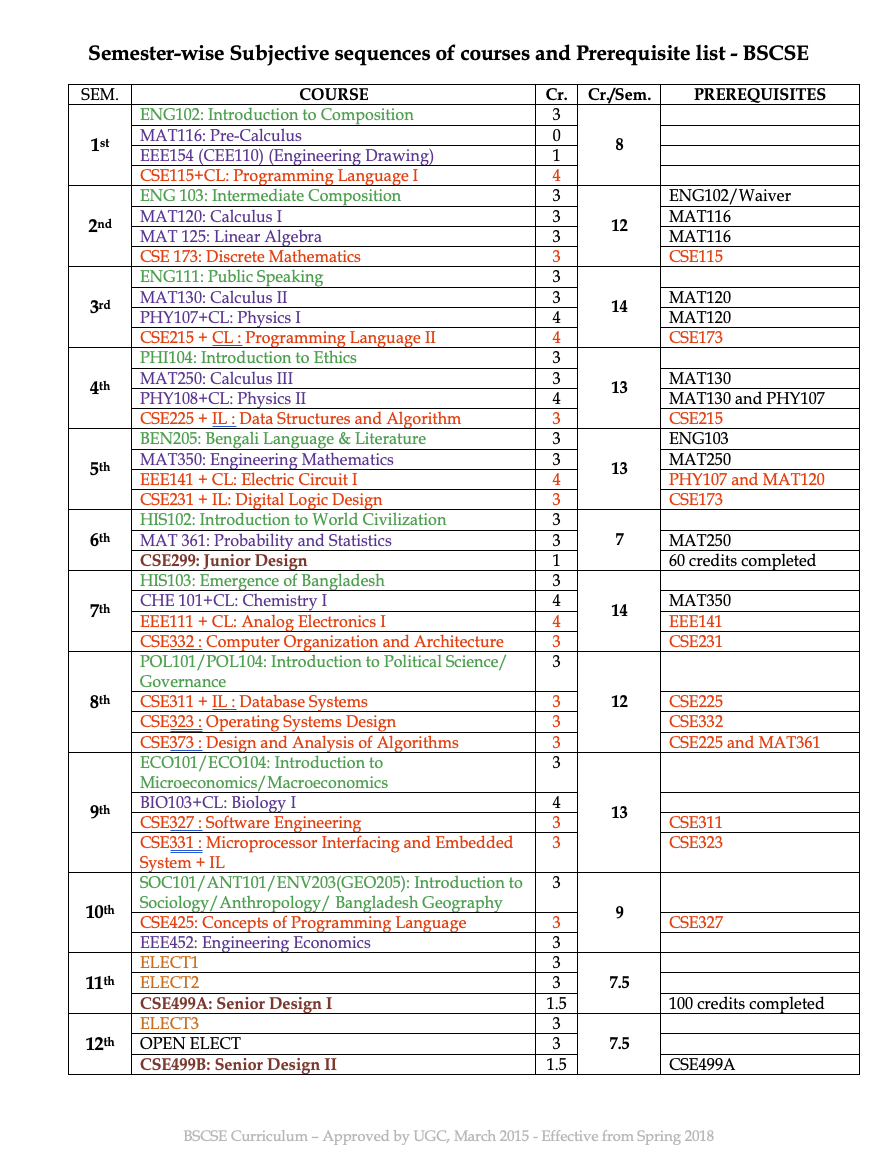 Semester-wise Subjective sequences of courses and Prerequisite list - BSCSE
SEM. COURSE Cr. Cr./Sem. PREREQUISITES
1st 8
ENG102: Introduction to Composition 3
MAT116: Pre-Calculus 0
EEE154 (CEE110) (Engineering Drawing) 1
CSE115+CL: Programming Language I 4
2nd 12
ENG 103: Intermediate Composition 3 ENG102/Waiver
MAT120: Calculus I 3 MAT116
MAT 125: Linear Algebra 3 MAT116
CSE 173: Discrete Mathematics 3 CSE115
3rd 14
ENG111: Public Speaking 3
MAT130: Calculus II 3 MAT120
PHY107+CL: Physics I 4 MAT120
CSE215 + CL : Programming Language II 4 CSE173
4th 13
PHI104: Introduction to Ethics 3
MAT250: Calculus III 3 MAT130
PHY108+CL: Physics II 4 MAT130 and PHY107
CSE225 + IL : Data Structures and Algorithm 3 CSE215
5th 13
BEN205: Bengali Language & Literature 3 ENG103
MAT350: Engineering Mathematics 3 MAT250
EEE141 + CL: Electric Circuit I 4 PHY107 and MAT120
CSE231 + IL: Digital Logic Design 3 CSE173
6th 7
HIS102: Introduction to World Civilization 3
MAT 361: Probability and Statistics 3 MAT250
CSE299: Junior Design 1 60 credits completed
7th 14
HIS103: Emergence of Bangladesh 3
CHE 101+CL: Chemistry I 4 MAT350
EEE111 + CL: Analog Electronics I 4 EEE141
CSE332 : Computer Organization and Architecture 3 CSE231
8th 12
POL101/POL104: Introduction to Political Science/ 3
Governance
CSE311 + IL : Database Systems 3 CSE225
CSE323 : Operating Systems Design 3 CSE332
CSE373 : Design and Analysis of Algorithms 3 CSE225 and MAT361
9th 13
ECO101/ECO104: Introduction to 3
Microeconomics/Macroeconomics
BIO103+CL: Biology I 4
CSE327 : Software Engineering 3 CSE311
CSE331 : Microprocessor Interfacing and Embedded 3 CSE323
System + IL
10th 9
SOC101/ANT101/ENV203(GEO205): Introduction to 3
Sociology/Anthropology/ Bangladesh Geography
CSE425: Concepts of Programming Language 3 CSE327
EEE452: Engineering Economics 3
11th 7.5
ELECT1 3
ELECT2 3
CSE499A: Senior Design I 1.5 100 credits completed
12th 7.5
ELECT3 3
OPEN ELECT 3
CSE499B: Senior Design II 1.5 CSE499A
BSCSE Curriculum – Approved by UGC, March 2015 - Effective from Spring 2018